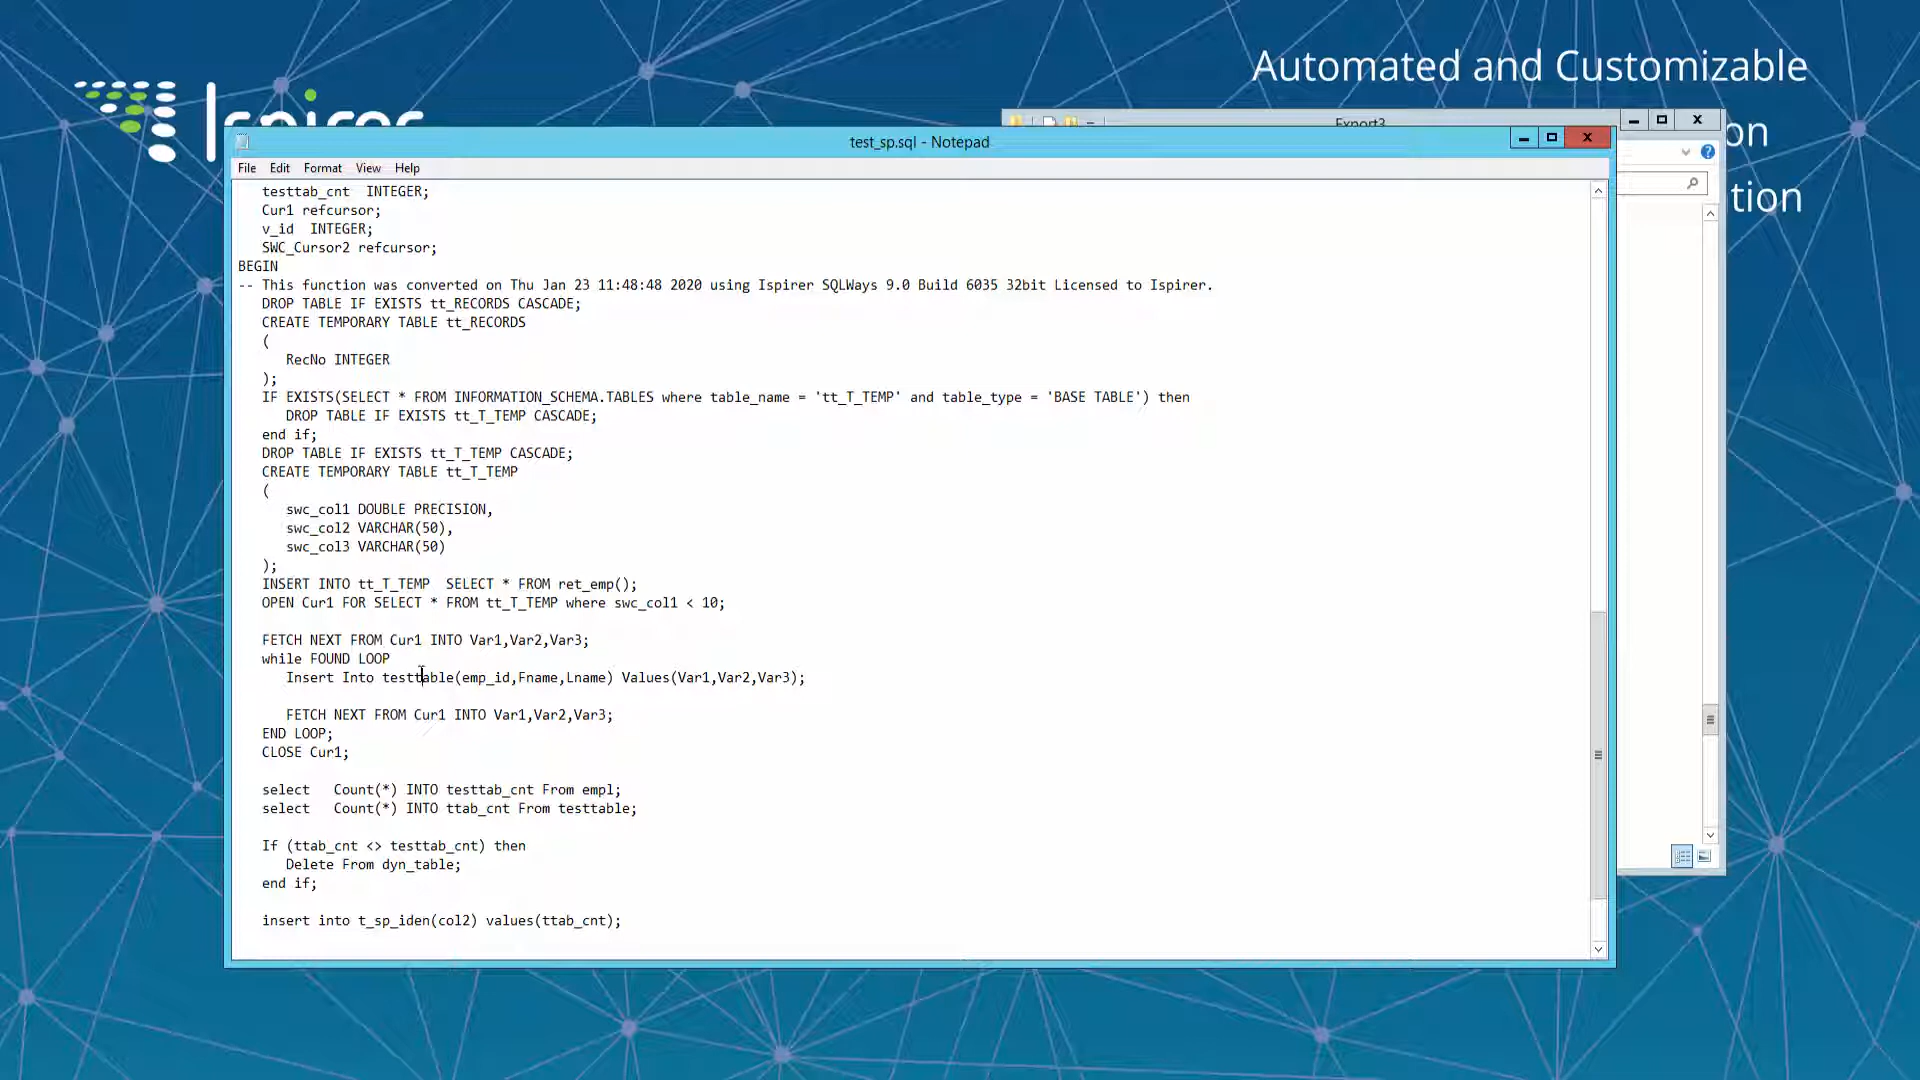 Automated and Customizable
on
tion
Ispirer
Export3
test_sp.sql - Notepad
File Edit Format View Help
testtab_cnt  INTEGER;
Cur1 refcursor;
v_id  INTEGER;
SWC_Cursor2 refcursor;
BEGIN
-- This function was converted on Thu Jan 23 11:48:48 2020 using Ispirer SQLWays 9.0 Build 6035 32bit Licensed to Ispirer.
DROP TABLE IF EXISTS tt_RECORDS CASCADE;
CREATE TEMPORARY TABLE tt_RECORDS
(
RecNo INTEGER
);
IF EXISTS(SELECT * FROM INFORMATION_SCHEMA.TABLES where table_name = 'tt_T_TEMP' and table_type = 'BASE TABLE') then
DROP TABLE IF EXISTS tt_T_TEMP CASCADE;
end if;
DROP TABLE IF EXISTS tt_T_TEMP CASCADE;
CREATE TEMPORARY TABLE tt_T_TEMP
(
swc_col1 DOUBLE PRECISION,
swc_col2 VARCHAR(50),
swc_col3 VARCHAR(50)
);
INSERT INTO tt_T_TEMP  SELECT * FROM ret_emp();
OPEN Cur1 FOR SELECT * FROM tt_T_TEMP where swc_col1 < 10;
FETCH NEXT FROM Cur1 INTO Var1,Var2,Var3;
while FOUND LOOP
Insert Into testtable(emp_id,Fname,Lname) Values(Var1,Var2,Var3);
FETCH NEXT FROM Cur1 INTO Var1,Var2,Var3;
END LOOP;
CLOSE Cur1;
select   Count(*) INTO testtab_cnt From empl;
select   Count(*) INTO ttab_cnt From testtable;
If (ttab_cnt <> testtab_cnt) then
Delete From dyn_table;
end if;
insert into t_sp_iden(col2) values(ttab_cnt);